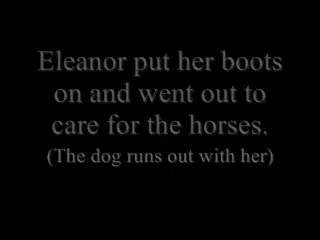 Eleanor put her boots
on and went out to
care for the horses.
(The dog runs out with her)